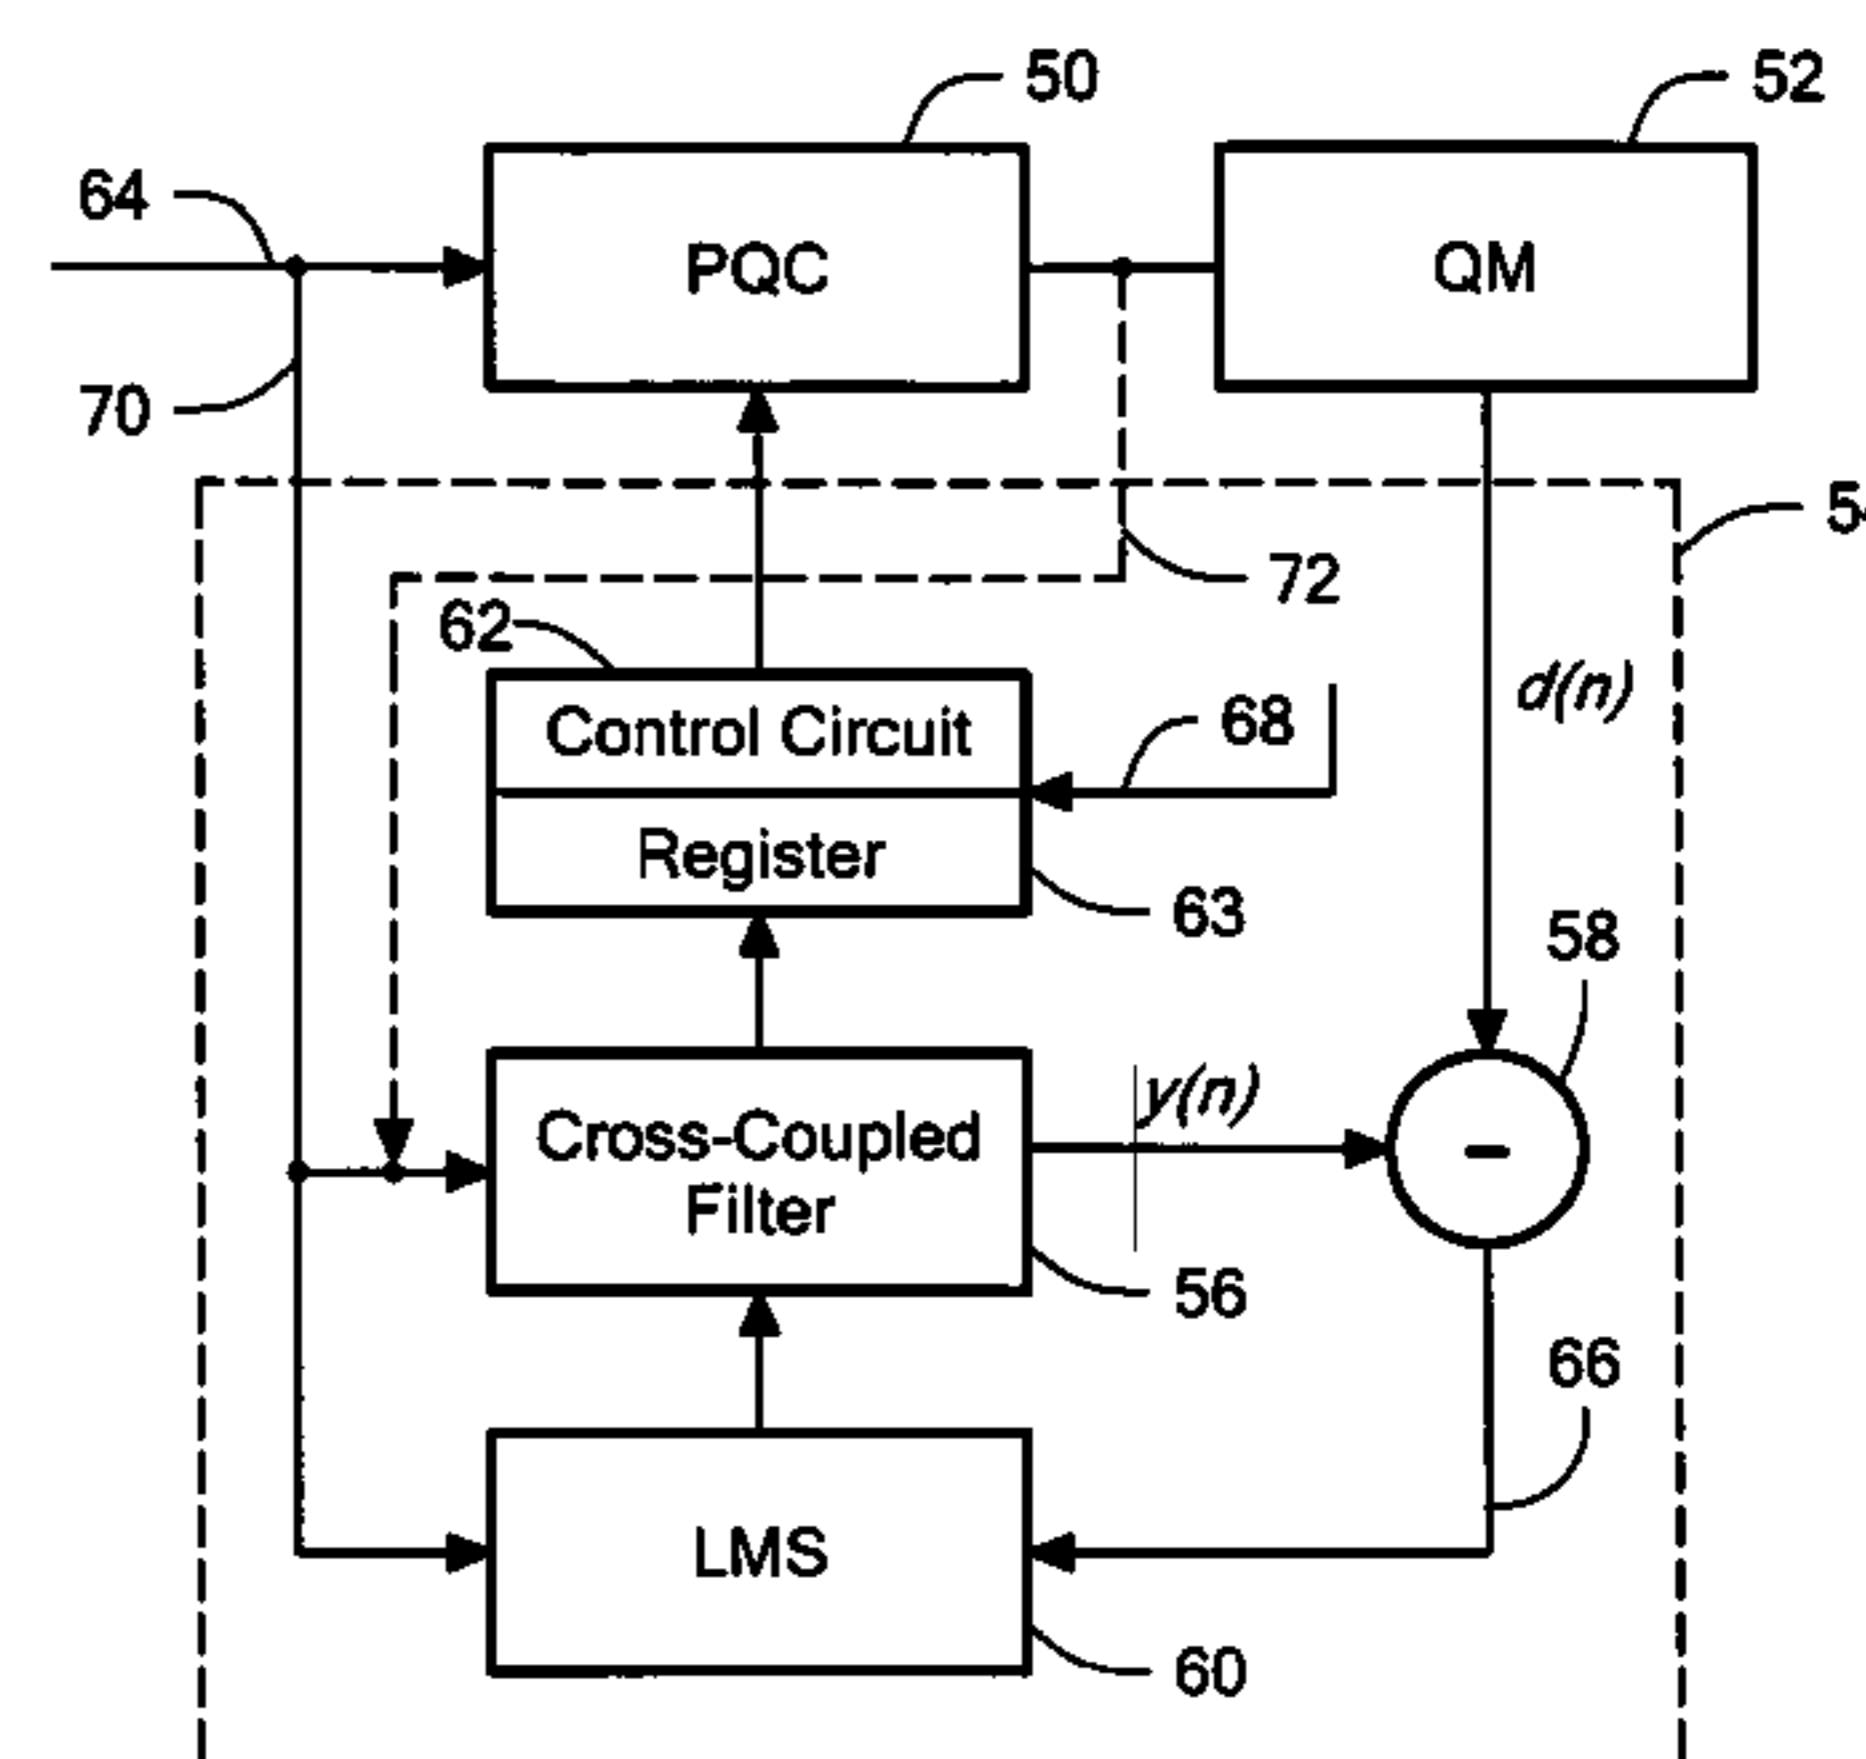 50
52
64
PQC
QM
70
72
62
d(n)
Control Circuit
68
Register
63
58
y(n)
Cross-Coupled
Filter
-
56
66
LMS
60